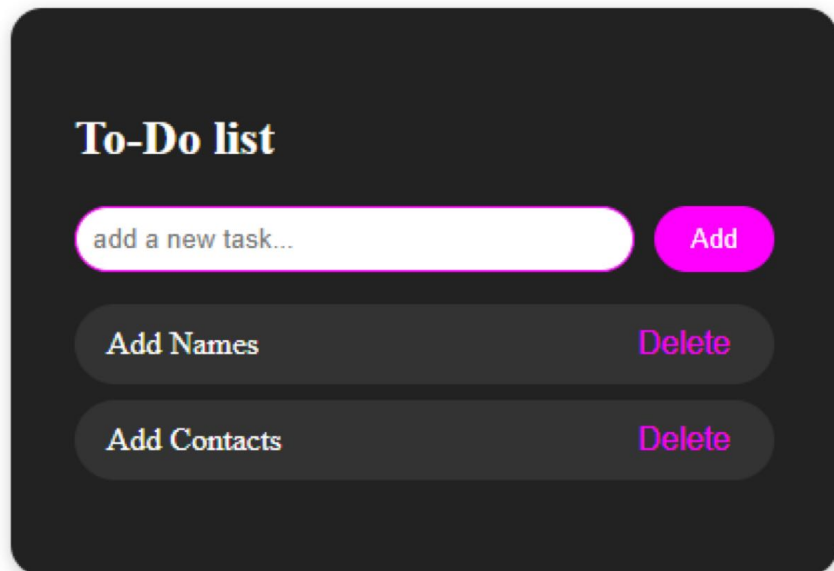 To-Do list
add a new task...
Add
Add Names
Delete
Add Contacts
Delete